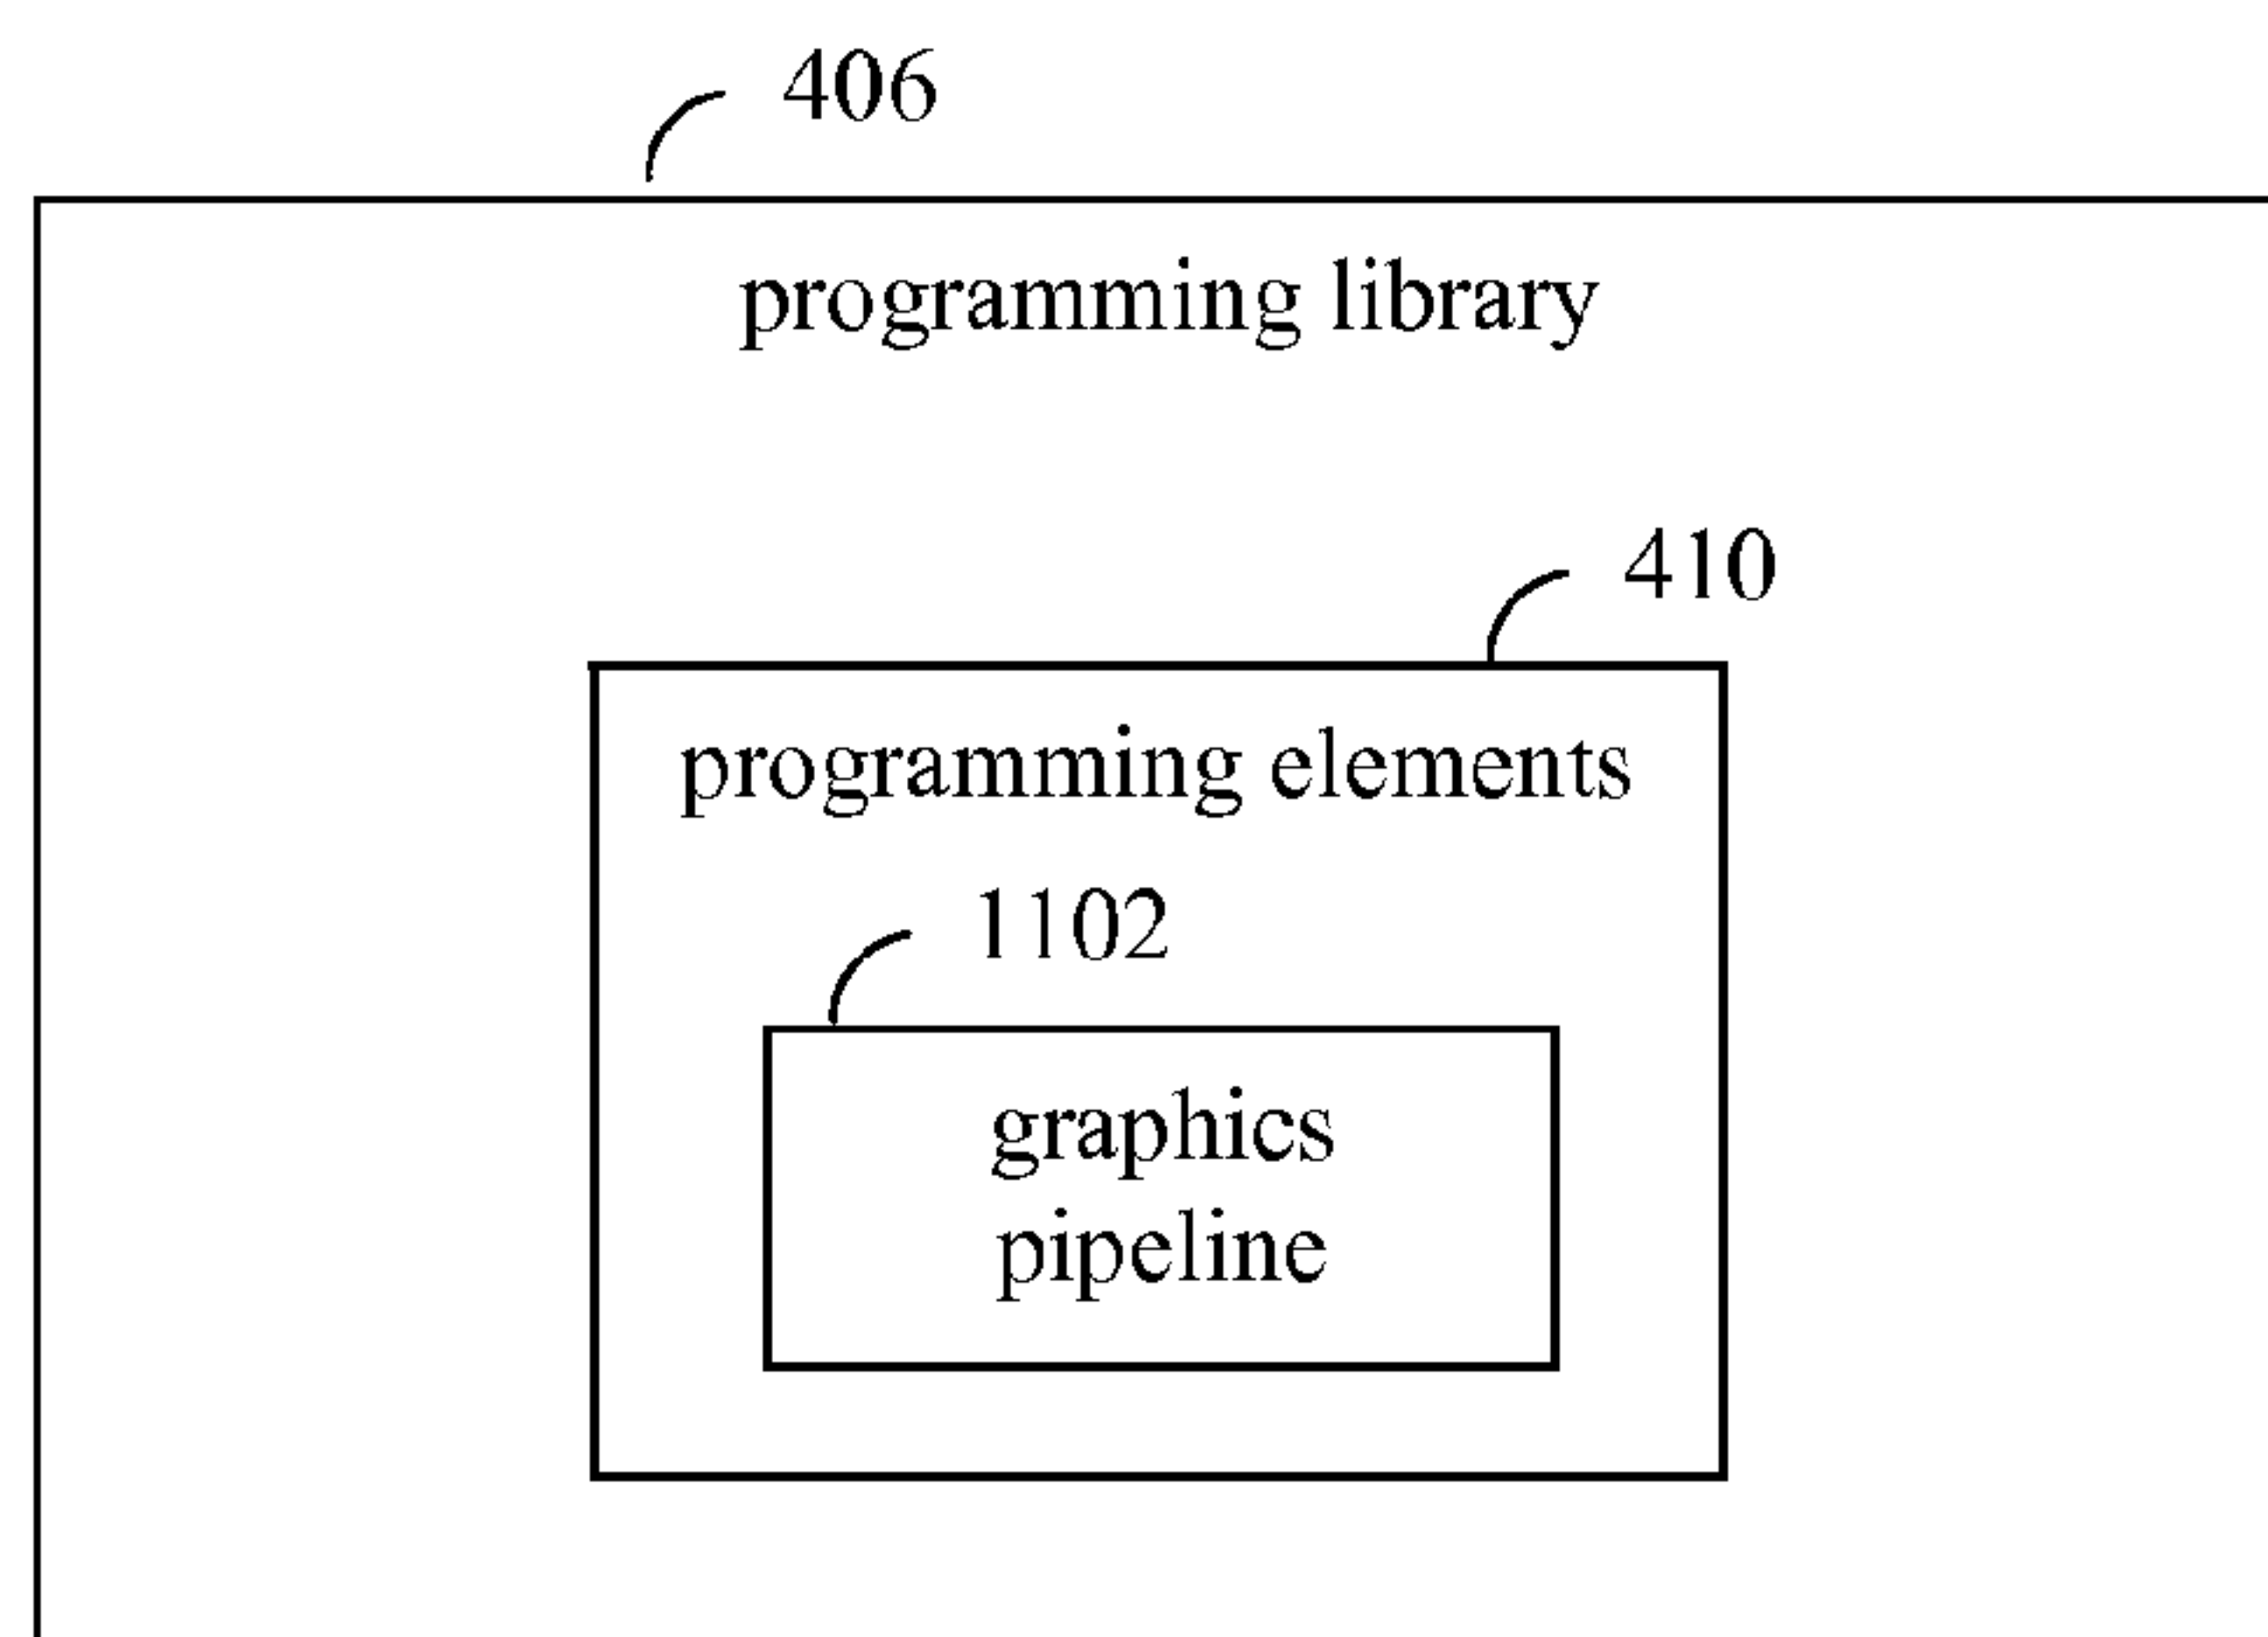 406
programming library
410
programming elements
1102
graphics
pipeline